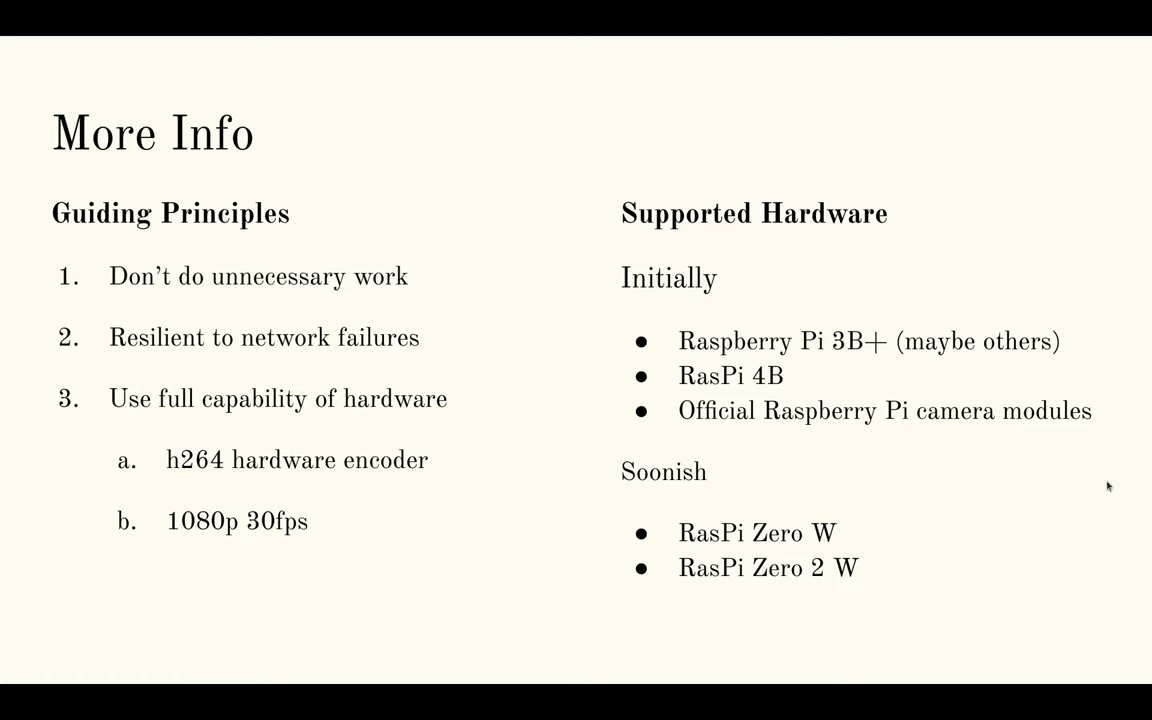 More Info
Guiding Principles
1. Don't do unnecessary work
2. Resilient to network failures
3. Use full capability of hardware
a. h264 hardware encoder
b. 1080p 30fps
Supported Hardware
Initially
● Raspberry Pi 3B+ (maybe others)
● RasPi 4B
● Official Raspberry Pi camera modules
Soonish
● RasPi Zero W
● RasPi Zero 2 W